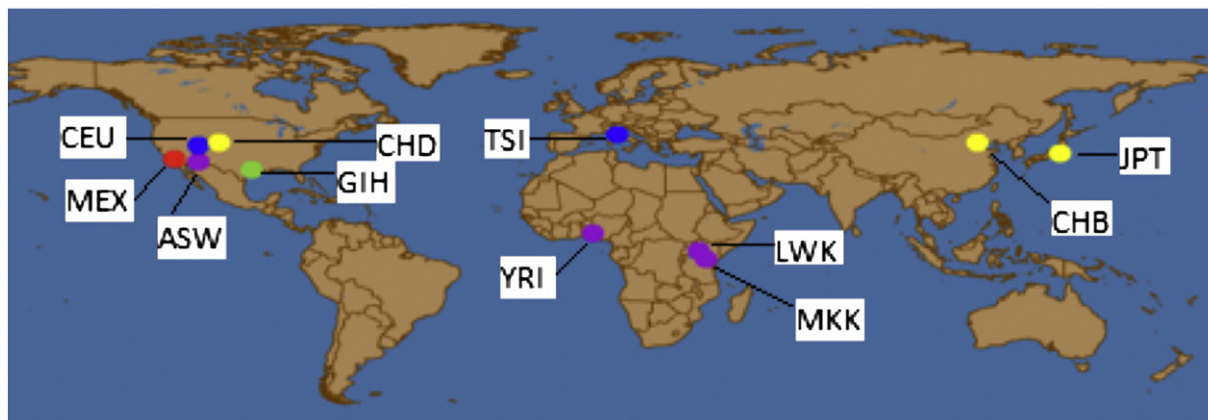 CEU
CHD
TSI
JPT
MEX
GIH
CHB
ASW
LWK
YRI
MKK